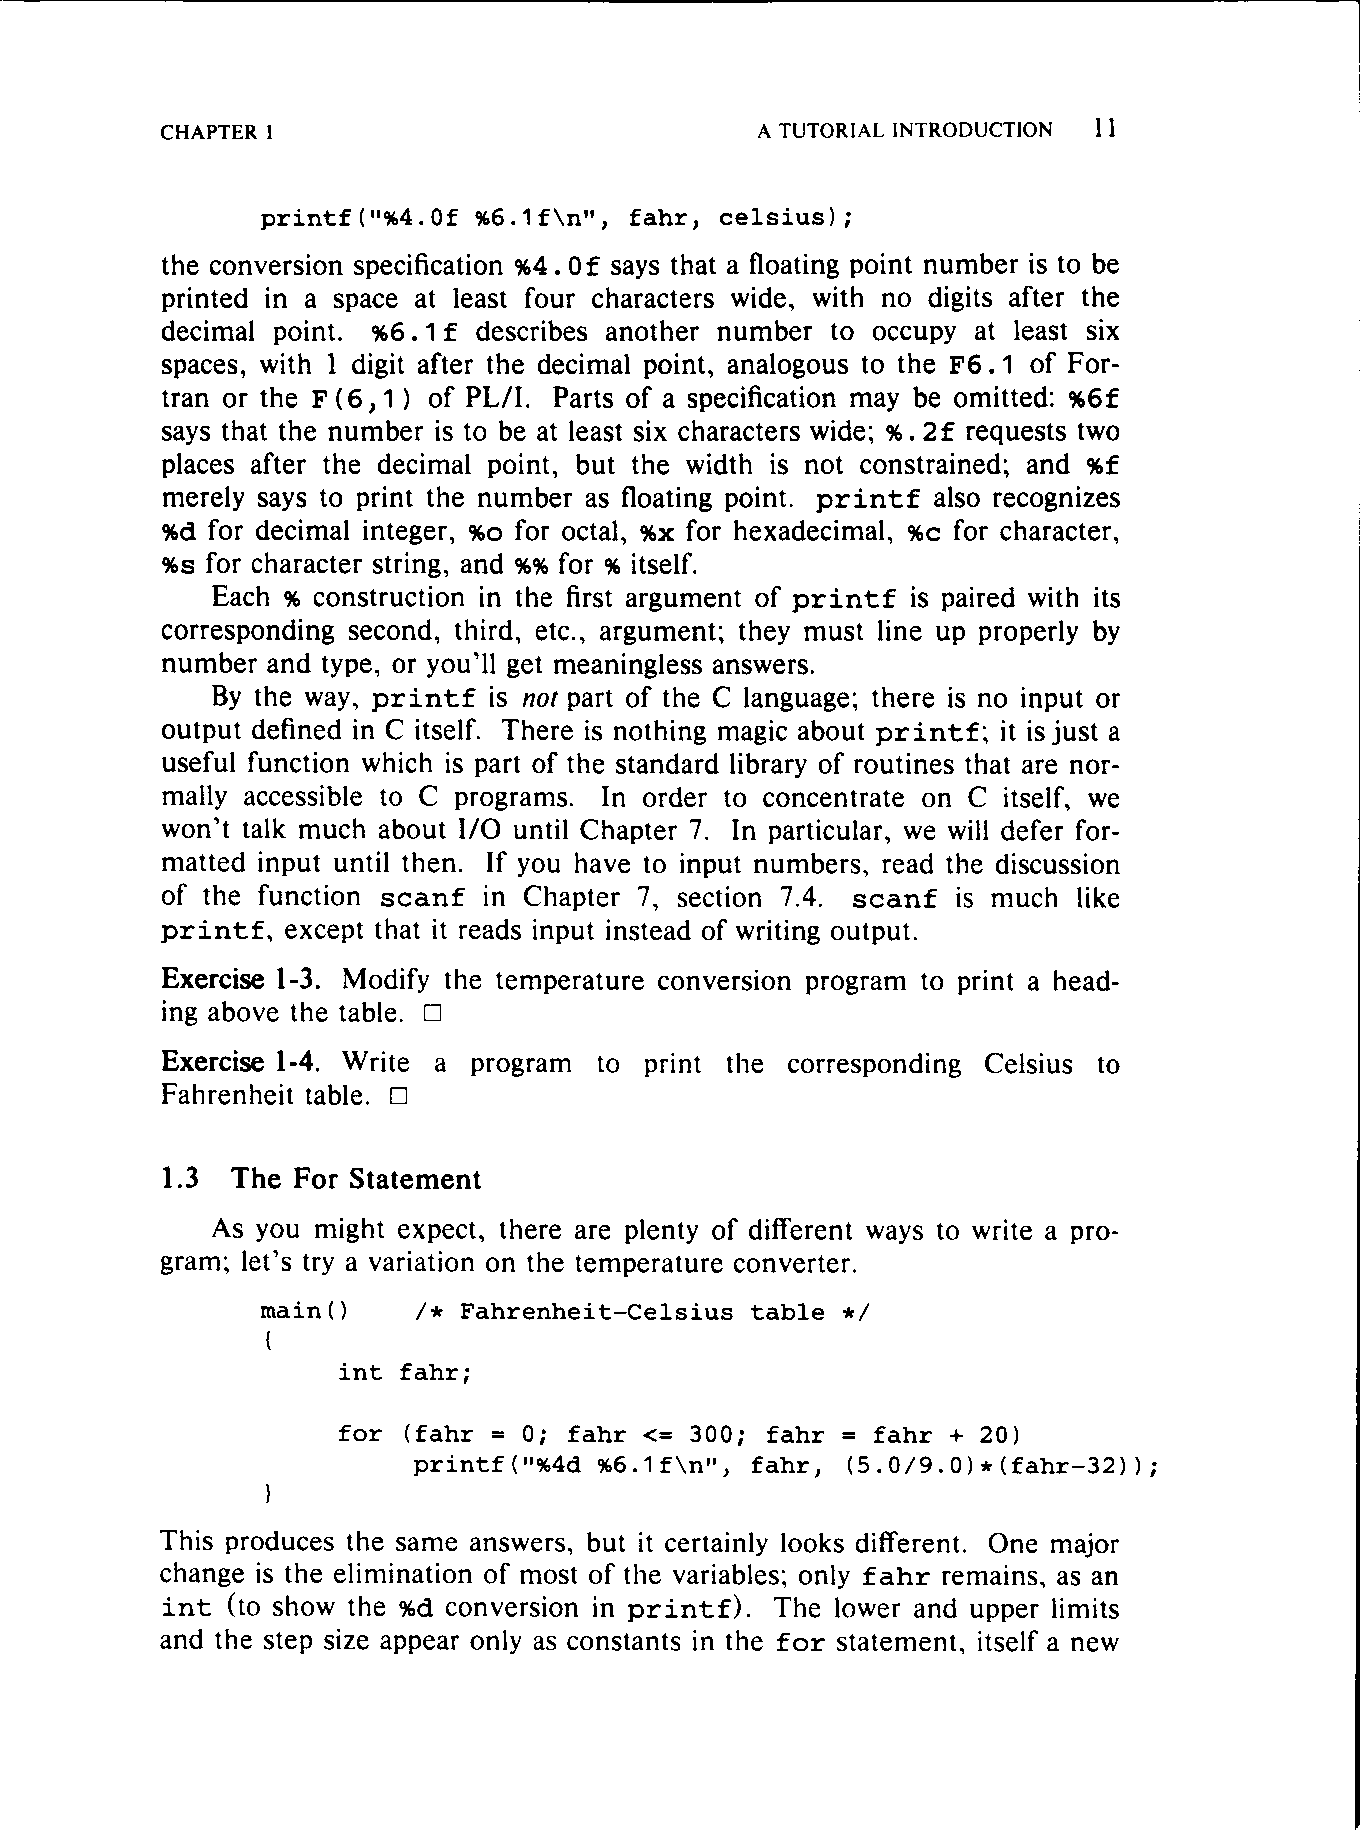 CHAPTER 1 A TUTORIAL INTRODUCTION 11
printf("%4.0f %6.1f\n", fahr, celsius);
the conversion specification %4.0f says that a floating point number is to be
printed in a space at least four characters wide, with no digits after the
decimal point. %6.1f describes another number to occupy at least six
spaces, with 1 digit after the decimal point, analogous to the F6.1 of For-
tran or the F(6,1) of PL/I. Parts of a specification may be omitted: %6f
says that the number is to be at least six characters wide; %.2f requests two
places after the decimal point, but the width is not constrained; and %f
merely says to print the number as floating point. printf also recognizes
%d for decimal integer, %o for octal, %x for hexadecimal, %c for character,
%s for character string, and %% for % itself.
Each % construction in the first argument of printf is paired with its
corresponding second, third, etc., argument; they must line up properly by
number and type, or you'll get meaningless answers.
By the way, printf is not part of the C language; there is no input or
output defined in C itself. There is nothing magic about printf; it is just a
useful function which is part of the standard library of routines that are nor-
mally accessible to C programs. In order to concentrate on C itself, we
won't talk much about I/O until Chapter 7. In particular, we will defer for-
matted input until then. If you have to input numbers, read the discussion
of the function scanf in Chapter 7, section 7.4. scanf is much like
printf, except that it reads input instead of writing output.
Exercise 1-3. Modify the temperature conversion program to print a head-
ing above the table. □
Exercise 1-4. Write a program to print the corresponding Celsius to
Fahrenheit table. □
1.3 The For Statement
As you might expect, there are plenty of different ways to write a pro-
gram; let's try a variation on the temperature converter.
main() /* Fahrenheit-Celsius table */
{
int fahr;
for (fahr = 0; fahr <= 300; fahr = fahr + 20)
printf("%4d %6.1f\n", fahr, (5.0/9.0)*(fahr-32));
}
This produces the same answers, but it certainly looks different. One major
change is the elimination of most of the variables; only fahr remains, as an
int (to show the %d conversion in printf). The lower and upper limits
and the step size appear only as constants in the for statement, itself a new